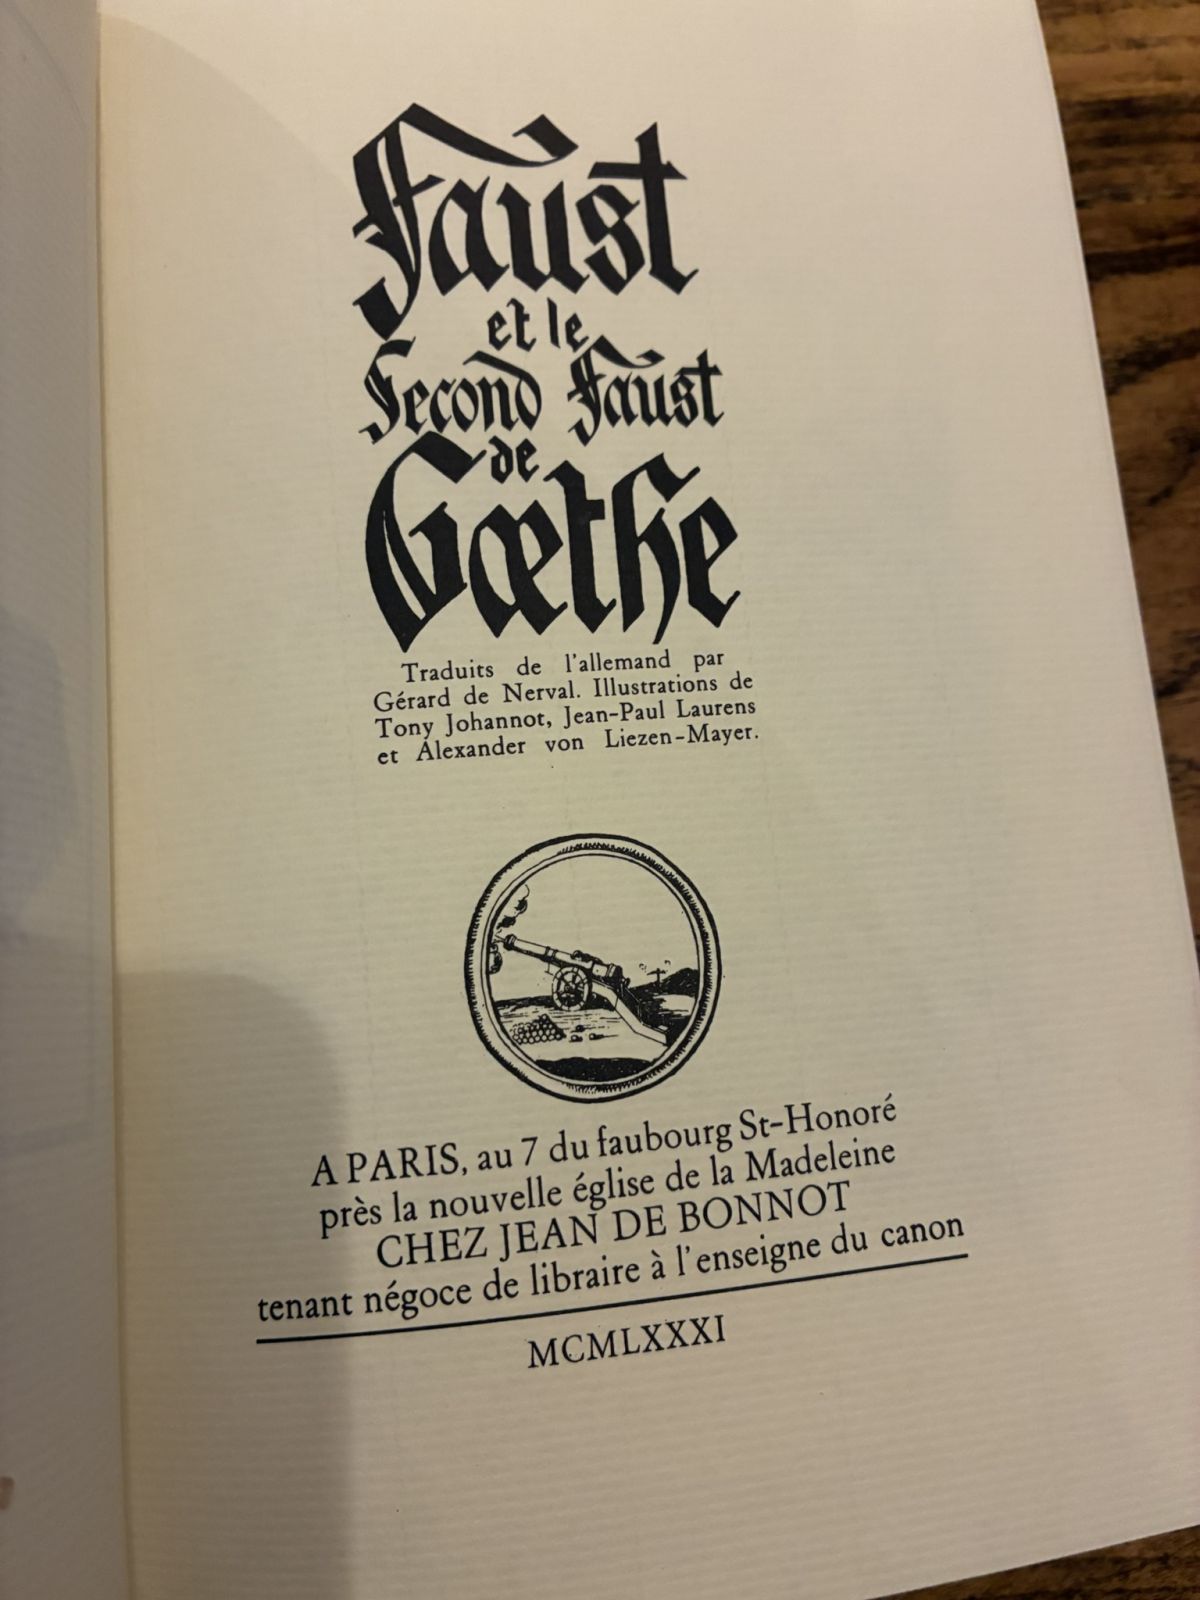 Faust
et le
Second Faust
de
Gœthe
Traduits de l'allemand par
Gérard de Nerval. Illustrations de
Tony Johannot, Jean-Paul Laurens
et Alexander von Liezen-Mayer.
A PARIS, au 7 du faubourg St-Honoré
près la nouvelle église de la Madeleine
CHEZ JEAN DE BONNOT
tenant négoce de libraire à l'enseigne du canon
MCMLXXXI